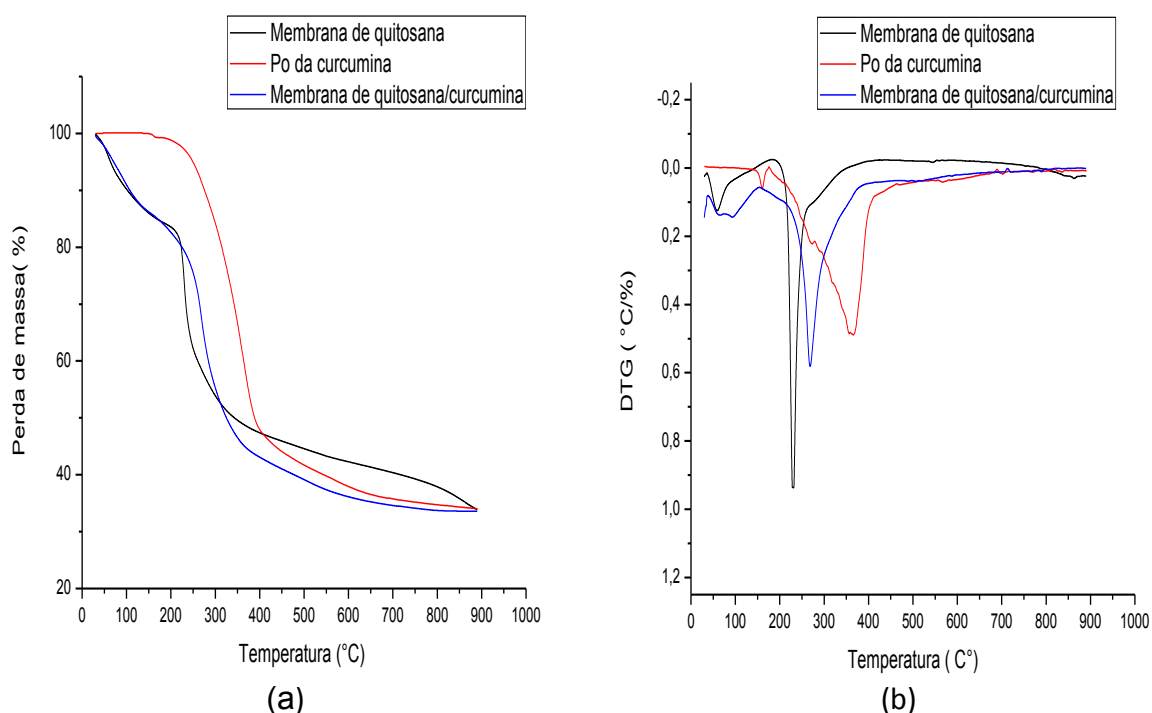 Membrana de quitosana
Po da curcumina
Membrana de quitosana/curcumina
100
80
60
40
20
0 100 200 300 400 500 600 700 800 900 1000
Perda de massa( %)
Temperatura (°C)
(a)
Membrana de quitosana
Po da curcumina
Membrana de quitosana/curcumina
-0,2
0,0
0,2
0,4
0,6
0,8
1,0
1,2
0 100 200 300 400 500 600 700 800 900 1000
DTG ( °C/%)
Temperatura ( C°)
(b)